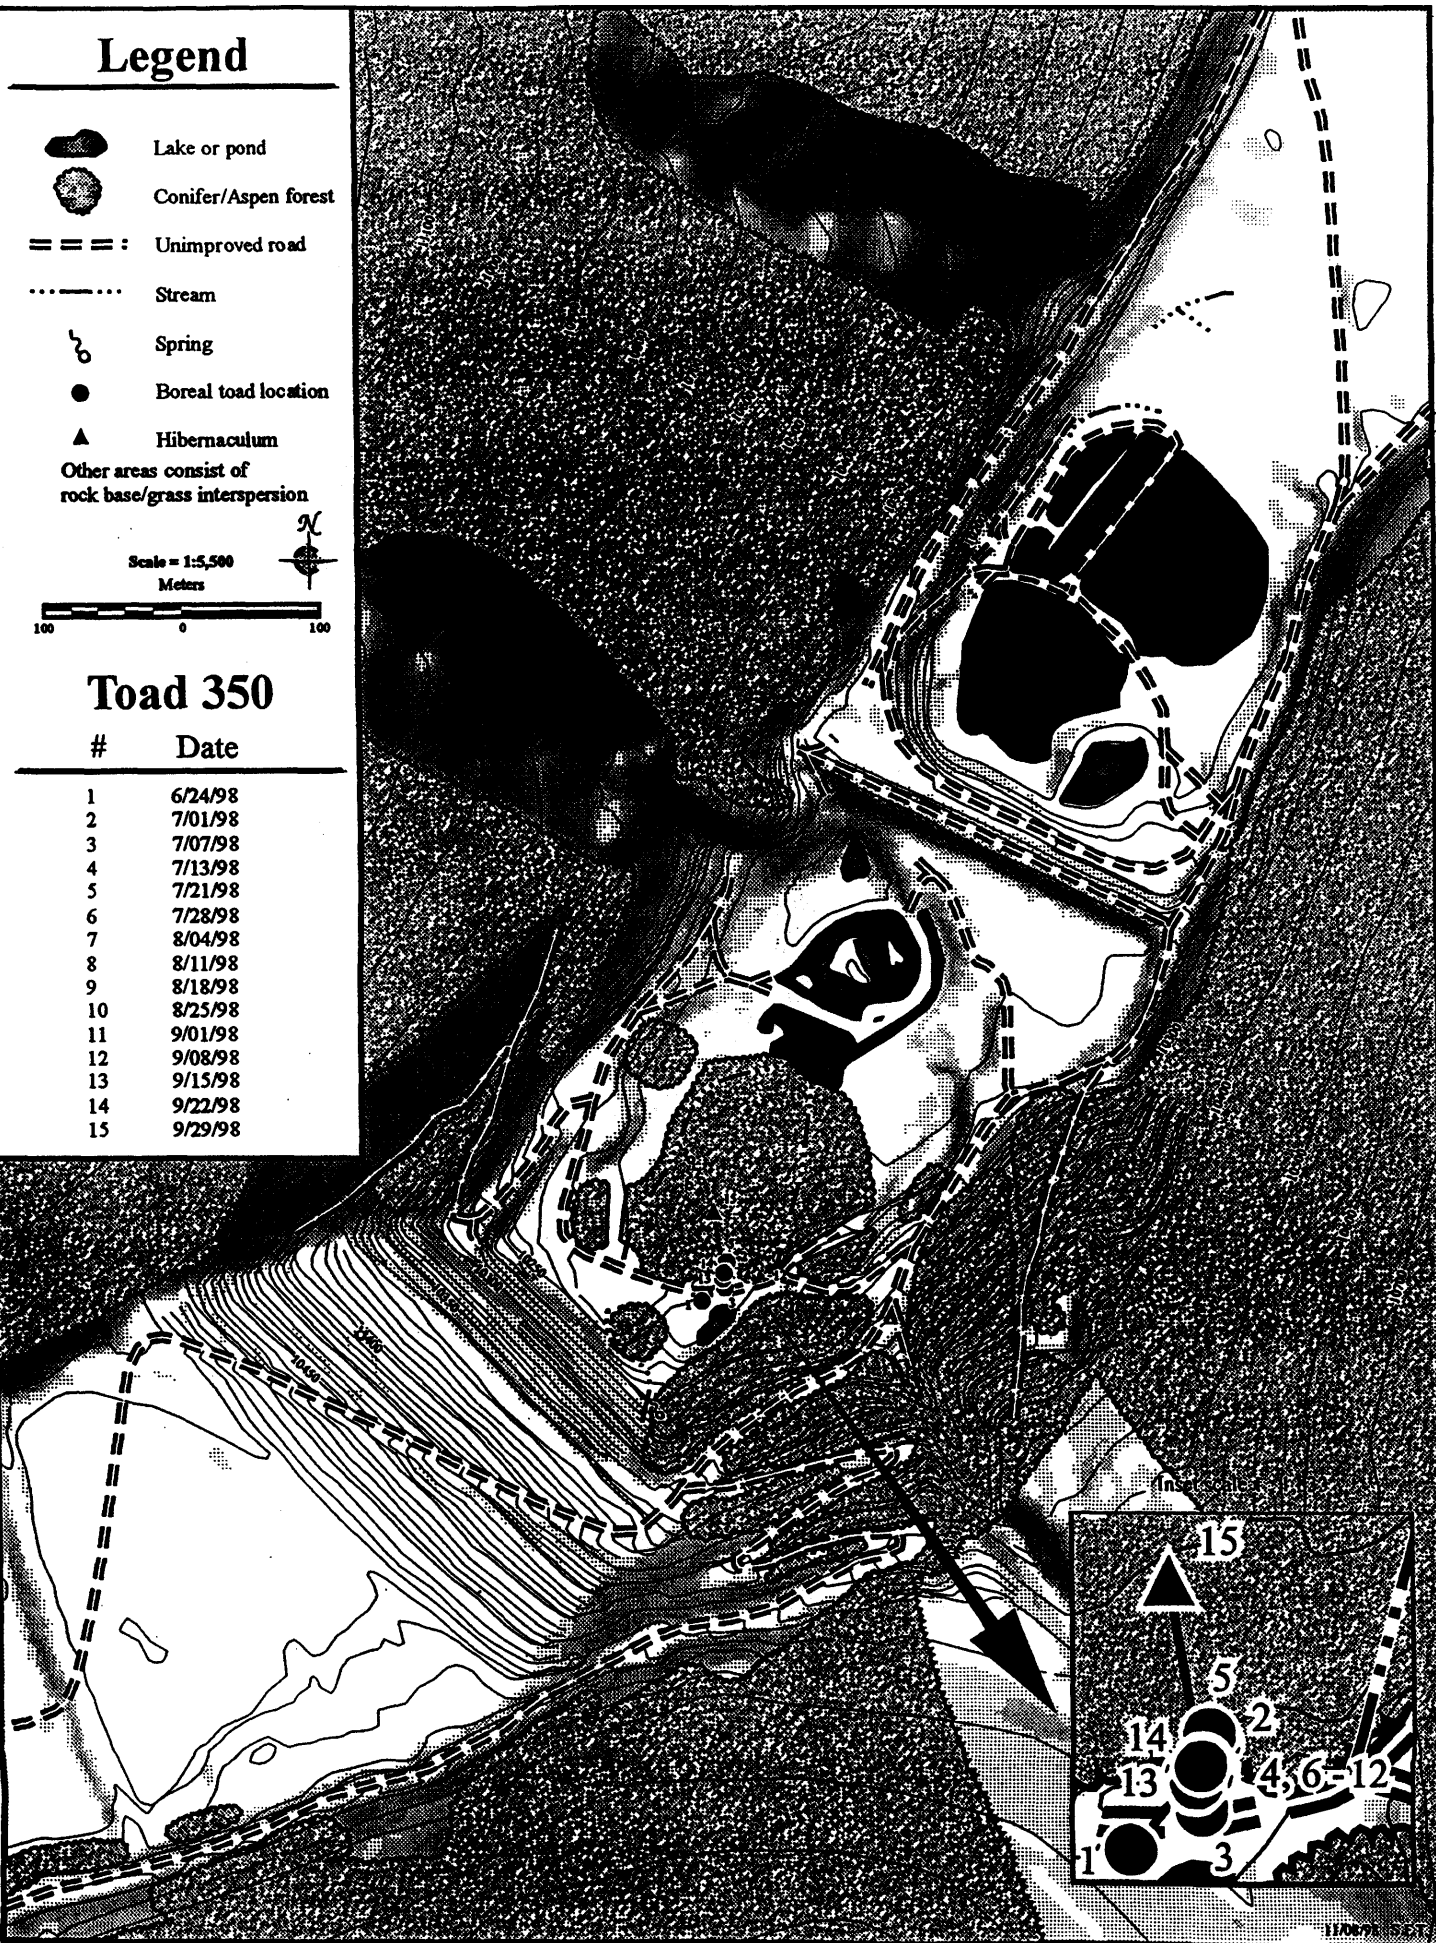 Legend
Lake or pond
Conifer/Aspen forest
Unimproved road
Stream
Spring
Boreal toad location
Hibernaculum
Other areas consist of
rock base/grass interspersion
N
Scale = 1:5,500
Meters
100 0 100
Toad 350
# Date
1 6/24/98
2 7/01/98
3 7/07/98
4 7/13/98
5 7/21/98
6 7/28/98
7 8/04/98
8 8/11/98
9 8/18/98
10 8/25/98
11 9/01/98
12 9/08/98
13 9/15/98
14 9/22/98
15 9/29/98
10450
Inset scale
15
5
2
14
13
4, 6 - 12
1
3